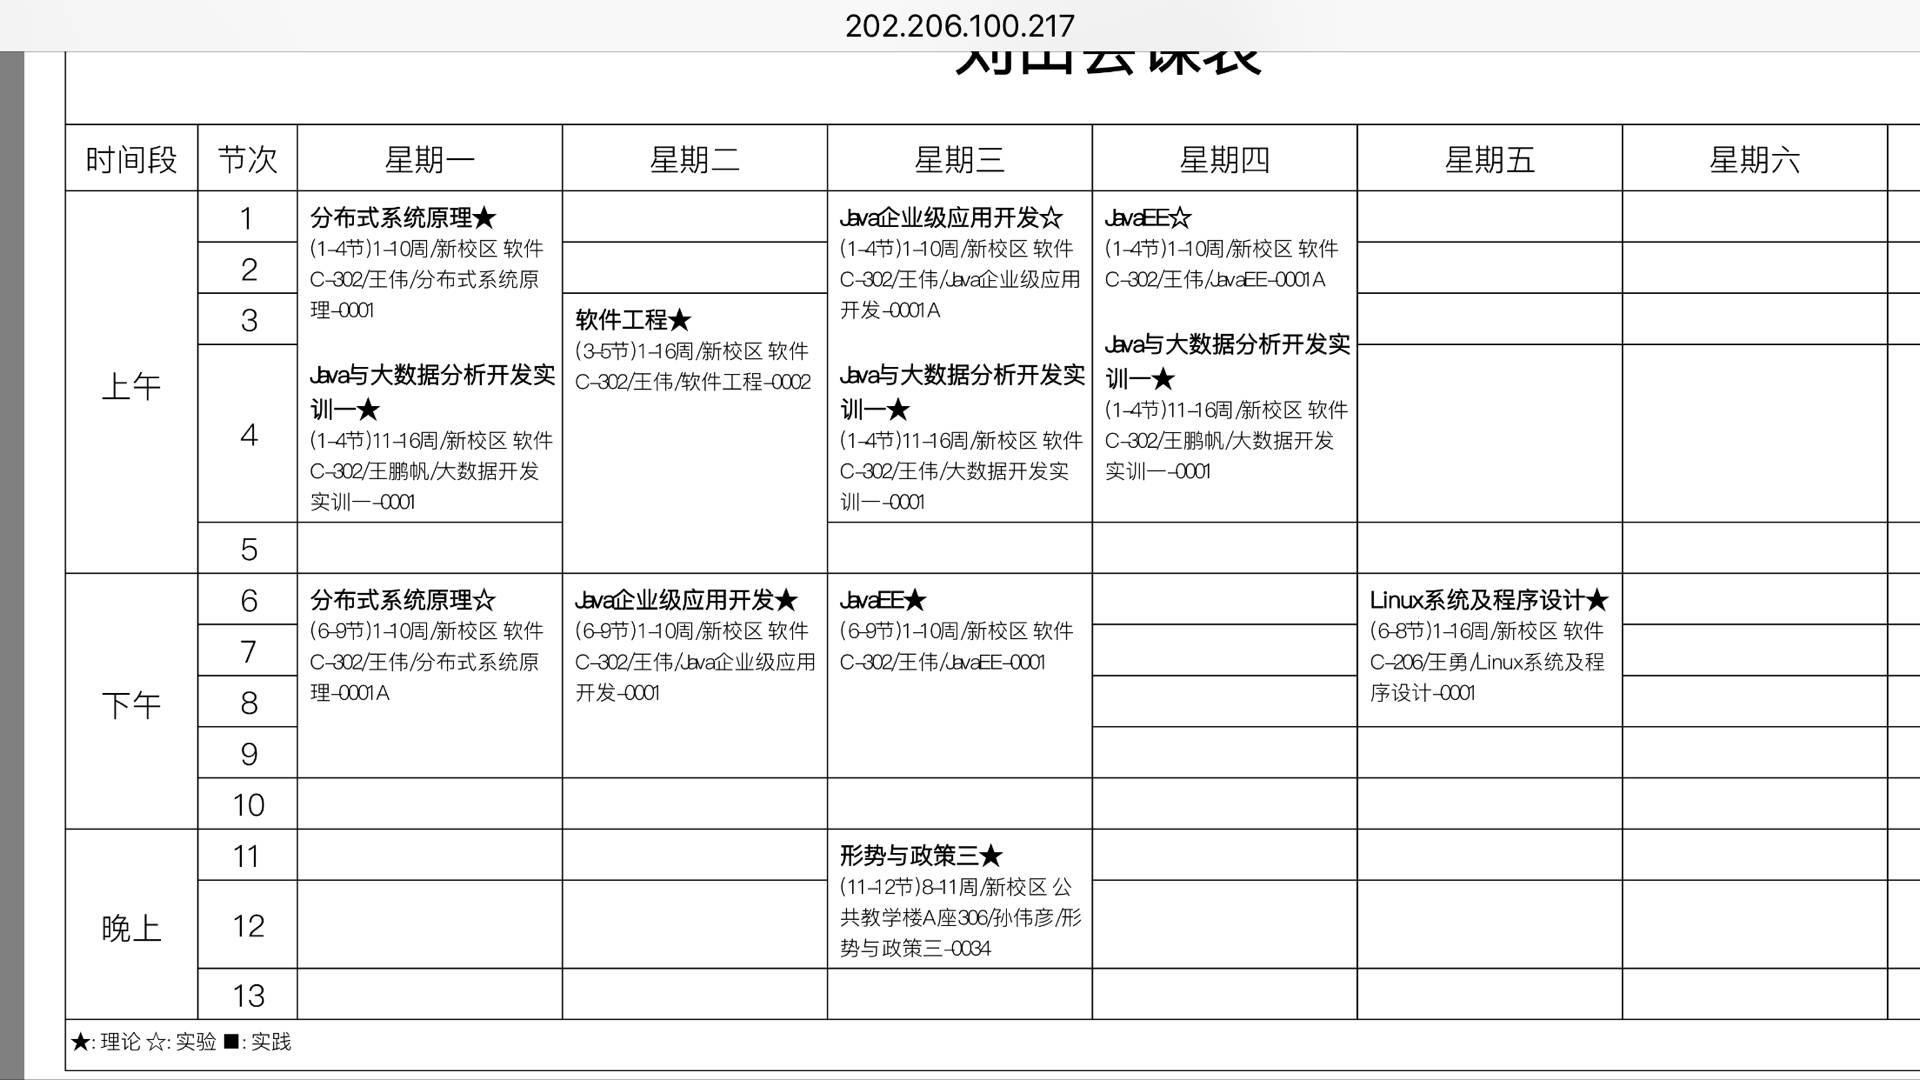 202.206.100.217
课表
时间段 节次 星期一 星期二 星期三 星期四 星期五 星期六
上午
1
2
3
4
5
分布式系统原理★
(1-4节)1-10周/新校区 软件
C-302/王伟/分布式系统原
理-0001
Java与大数据分析开发实
训一★
(1-4节)11-16周/新校区 软件
C-302/王鹏帆/大数据开发
实训一-0001
软件工程★
(3-5节)1-16周/新校区 软件
C-302/王伟/软件工程-0002
Java企业级应用开发☆
(1-4节)1-10周/新校区 软件
C-302/王伟/Java企业级应用
开发-0001A
Java与大数据分析开发实
训一★
(1-4节)11-16周/新校区 软件
C-302/王伟/大数据开发实
训一-0001
JavaEE☆
(1-4节)1-10周/新校区 软件
C-302/王伟/JavaEE-0001A
Java与大数据分析开发实
训一★
(1-4节)11-16周/新校区 软件
C-302/王鹏帆/大数据开发
实训一-0001
下午
6
7
8
9
10
分布式系统原理☆
(6-9节)1-10周/新校区 软件
C-302/王伟/分布式系统原
理-0001A
Java企业级应用开发★
(6-9节)1-10周/新校区 软件
C-302/王伟/Java企业级应用
开发-0001
JavaEE★
(6-9节)1-10周/新校区 软件
C-302/王伟/JavaEE-0001
Linux系统及程序设计★
(6-8节)1-16周/新校区 软件
C-206/王勇/Linux系统及程
序设计-0001
晚上
11
12
13
形势与政策三★
(11-12节)8-11周/新校区 公
共教学楼A座306/孙伟彦/形
势与政策三-0034
★: 理论 ☆: 实验 ■: 实践